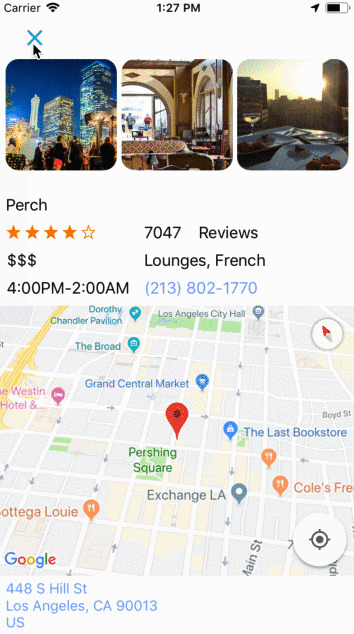 Carrier 1:27 PM
Perch
7047 Reviews
$$$ Lounges, French
4:00PM-2:00AM (213) 802-1770
Dorothy
Chandler Pavilion
Los Angeles City Hall
The Broad
Grand Central Market
he Westin
Hotel &...
Boyd St
The Last Bookstore
Pershing
Square
Cole's Fre
Exchange LA
ottega Louie
Main St
Google
448 S Hill St
Los Angeles, CA 90013
US